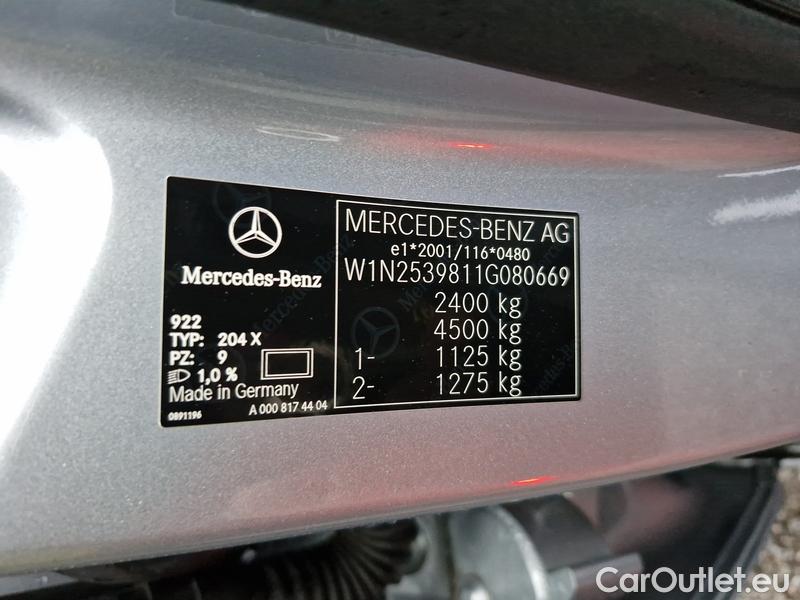 Mercedes-Benz
922
TYP: 204 X
PZ: 9
1,0 %
Made in Germany
0891196
A 000 817 44 04
MERCEDES-BENZ AG
e1*2001/116*0480
W1N2539811G080669
2400 kg
4500 kg
1- 1125 kg
2- 1275 kg
CarOutlet.eu